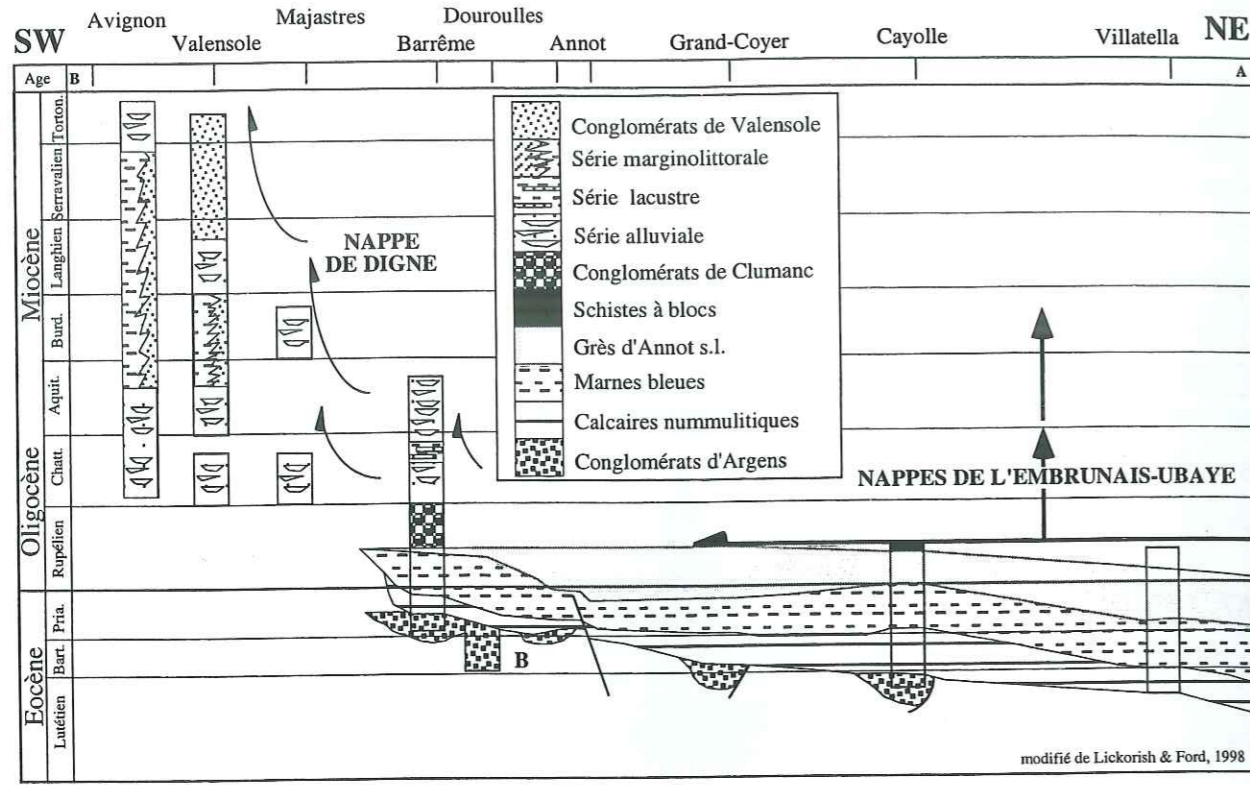 SW Avignon Valensole Majastres Barrême Douroulles Annot Grand-Coyer Cayolle Villatella NE
Age B A
Miocène
Torton.
Serravalien
Langhien
Burd.
Aquit.
Oligocène
Chatt.
Rupélien
Eocène
Pria.
Bart.
Lutétien
NAPPE
DE DIGNE
Conglomérats de Valensole
Série marginolittorale
Série lacustre
Série alluviale
Conglomérats de Clumanc
Schistes à blocs
Grès d'Annot s.l.
Marnes bleues
Calcaires nummulitiques
Conglomérats d'Argens
NAPPES DE L'EMBRUNAIS-UBAYE
B
modifié de Lickorish & Ford, 1998